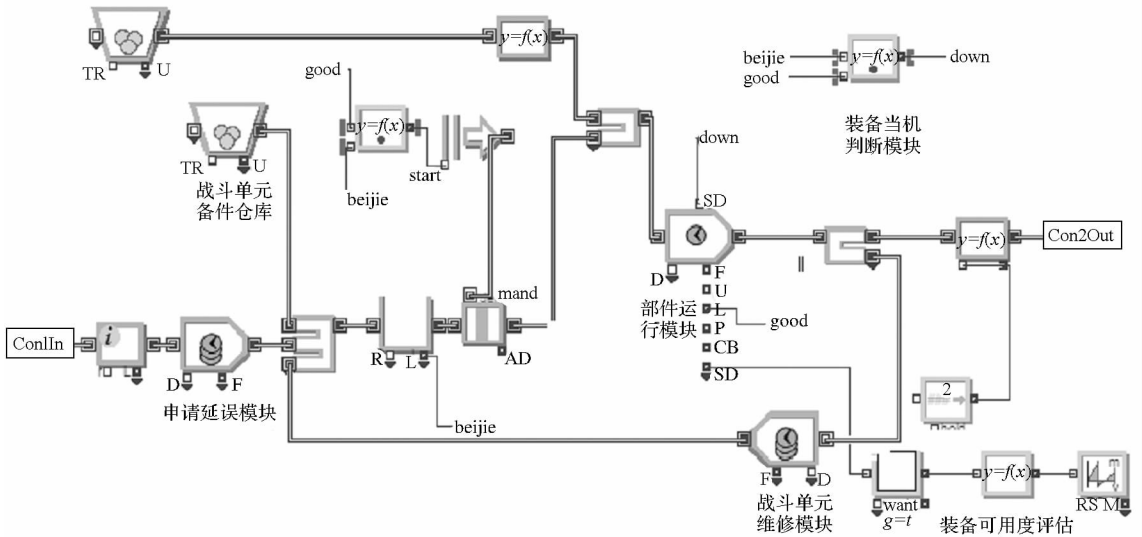 y=f(x)
TR
U
good
beijie
good
y=f(x)
down
y=f(x)
装备当机
判断模块
TR
U
战斗单元
备件仓库
start
beijie
down
SD
y=f(x)
Con2Out
D
F
U
L
P
CB
SD
部件运
行模块
good
mand
Con1In
i
R
L
AD
D
F
申请延误模块
beijie
2
F
D
战斗单元
维修模块
want
g=t
y=f(x)
RS M
装备可用度评估